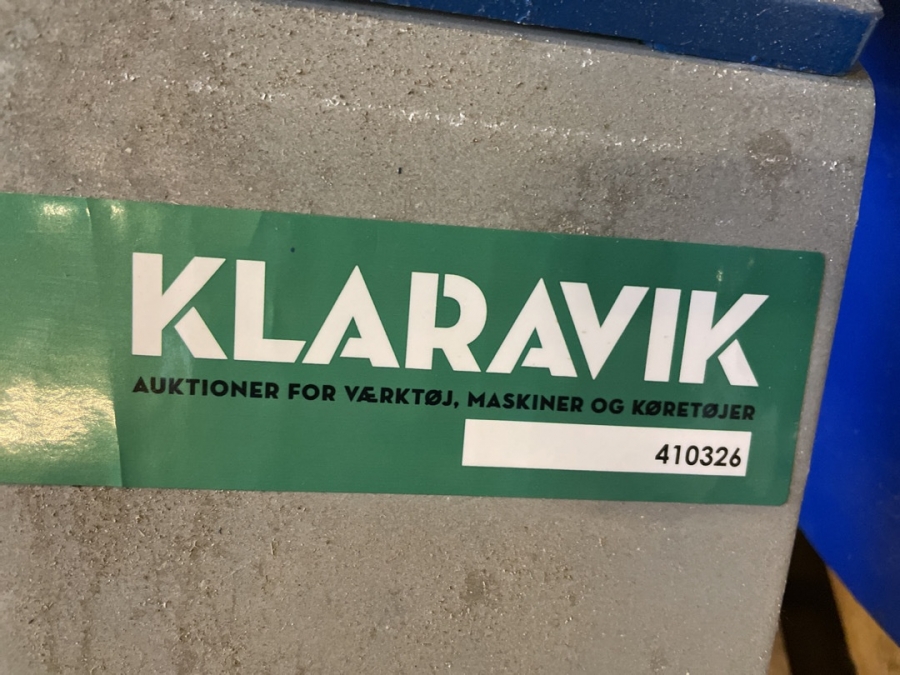 KLARAVIK
AUKTIONER FOR VÆRKTØJ, MASKINER OG KØRETØJER
410326